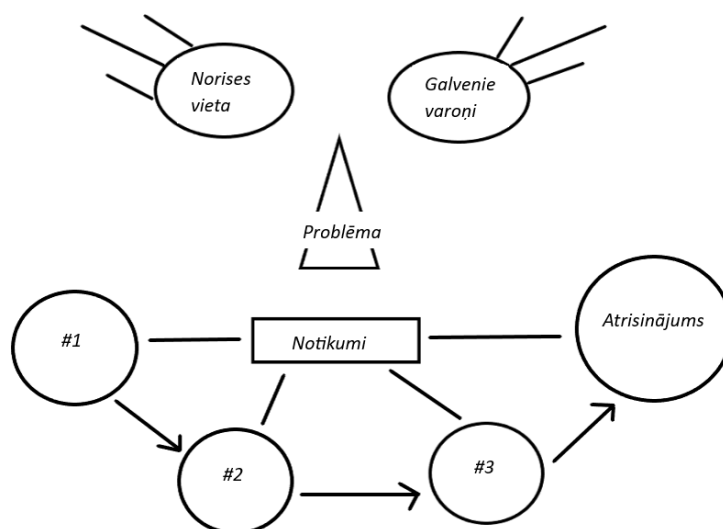 Norises
vieta
Galvenie
varoņi
Problēma
#1
Notikumi
Atrisinājums
#2
#3